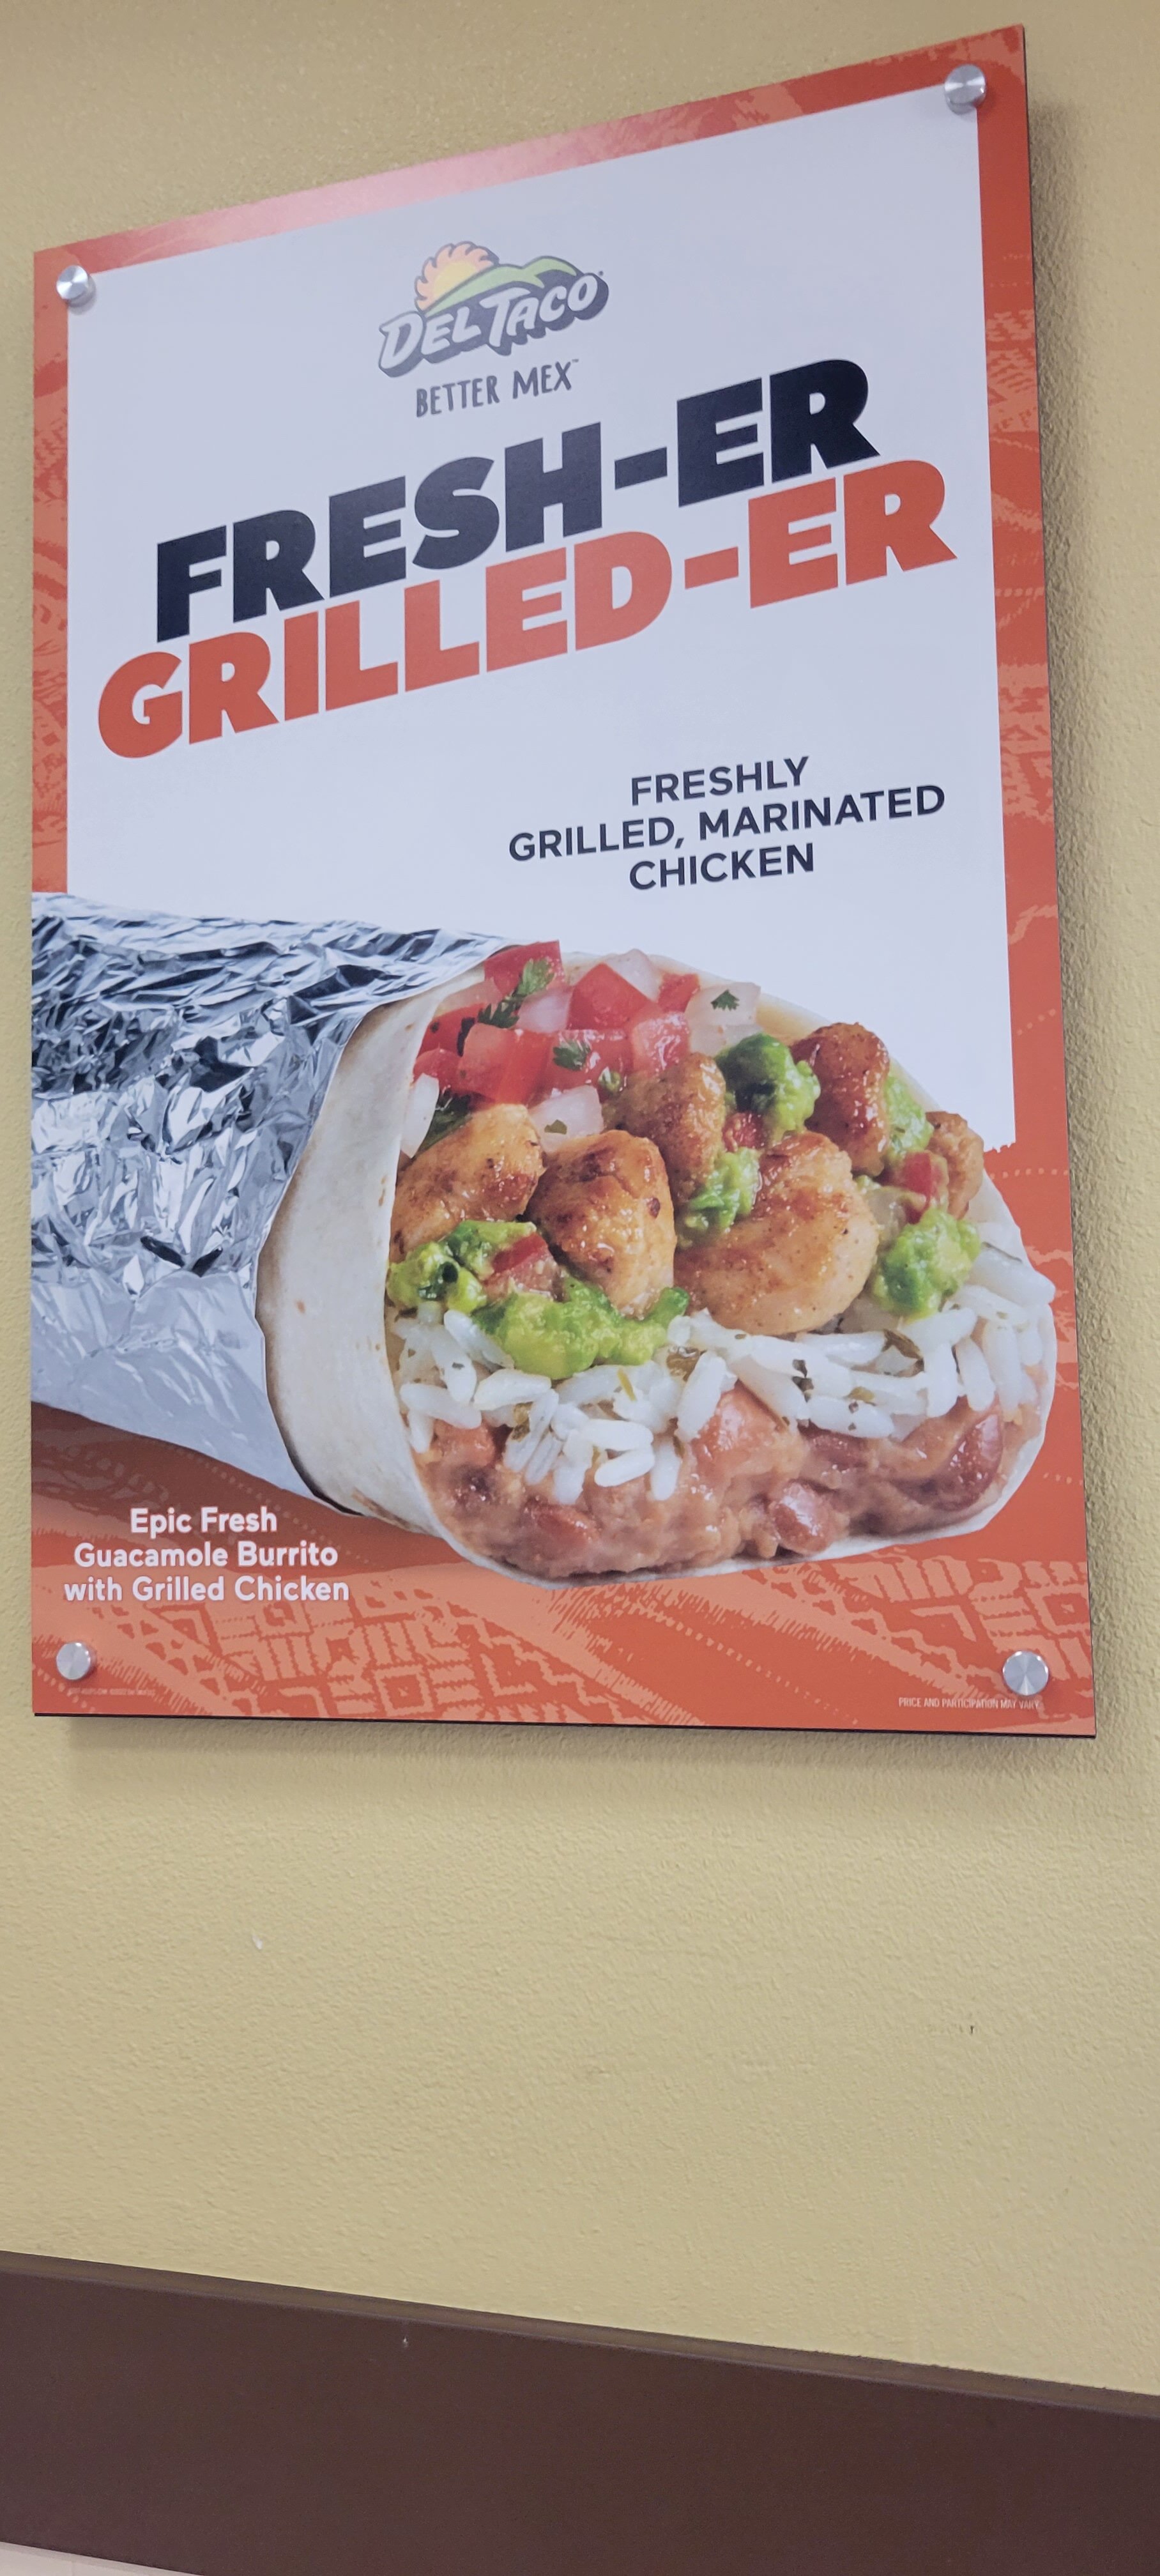 DEL TACO
BETTER MEX™
FRESH-ER
GRILLED-ER
FRESHLY
GRILLED, MARINATED
CHICKEN
Epic Fresh
Guacamole Burrito
with Grilled Chicken
PRICE AND PARTICIPATION MAY VARY.